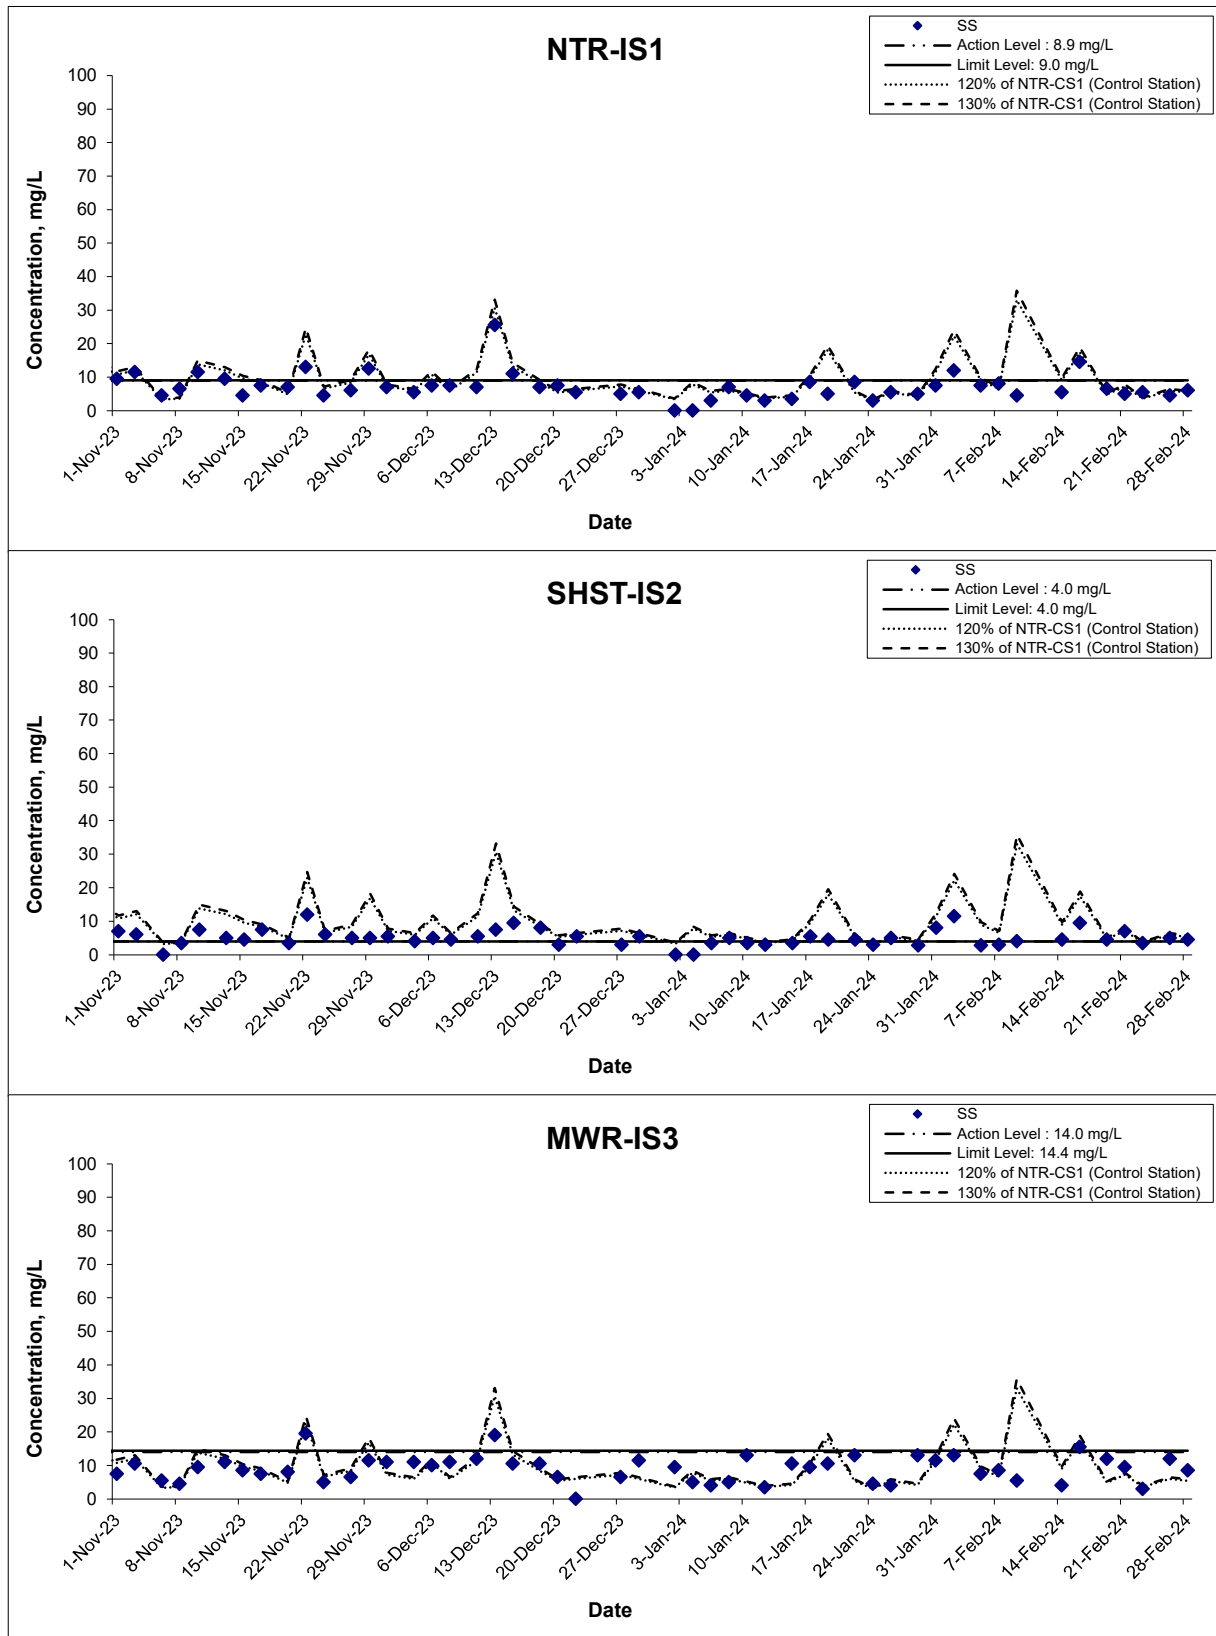 NTR-IS1
SS
Action Level : 8.9 mg/L
Limit Level: 9.0 mg/L
120% of NTR-CS1 (Control Station)
130% of NTR-CS1 (Control Station)
Concentration, mg/L
100
90
80
70
60
50
40
30
20
10
0
1-Nov-23
8-Nov-23
15-Nov-23
22-Nov-23
29-Nov-23
6-Dec-23
13-Dec-23
20-Dec-23
27-Dec-23
3-Jan-24
10-Jan-24
17-Jan-24
24-Jan-24
31-Jan-24
7-Feb-24
14-Feb-24
21-Feb-24
28-Feb-24
Date
SHST-IS2
SS
Action Level : 4.0 mg/L
Limit Level: 4.0 mg/L
120% of NTR-CS1 (Control Station)
130% of NTR-CS1 (Control Station)
Concentration, mg/L
100
90
80
70
60
50
40
30
20
10
0
1-Nov-23
8-Nov-23
15-Nov-23
22-Nov-23
29-Nov-23
6-Dec-23
13-Dec-23
20-Dec-23
27-Dec-23
3-Jan-24
10-Jan-24
17-Jan-24
24-Jan-24
31-Jan-24
7-Feb-24
14-Feb-24
21-Feb-24
28-Feb-24
Date
MWR-IS3
SS
Action Level : 14.0 mg/L
Limit Level: 14.4 mg/L
120% of NTR-CS1 (Control Station)
130% of NTR-CS1 (Control Station)
Concentration, mg/L
100
90
80
70
60
50
40
30
20
10
0
1-Nov-23
8-Nov-23
15-Nov-23
22-Nov-23
29-Nov-23
6-Dec-23
13-Dec-23
20-Dec-23
27-Dec-23
3-Jan-24
10-Jan-24
17-Jan-24
24-Jan-24
31-Jan-24
7-Feb-24
14-Feb-24
21-Feb-24
28-Feb-24
Date